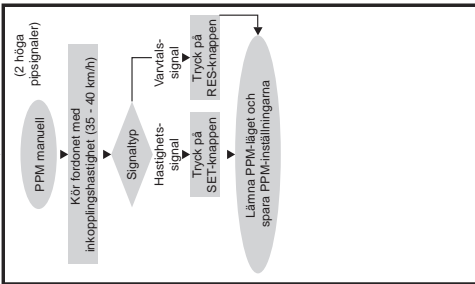 (2 höga
pipsignaler)
PPM manuell
Kör fordonet med
inkopplingshastighet (35 - 40 km/h)
Signaltyp
Hastighets-
signal
Varvtals-
signal
Tryck på
SET-knappen
Tryck på
RES-knappen
Lämna PPM-läget och
spara PPM-inställningarna